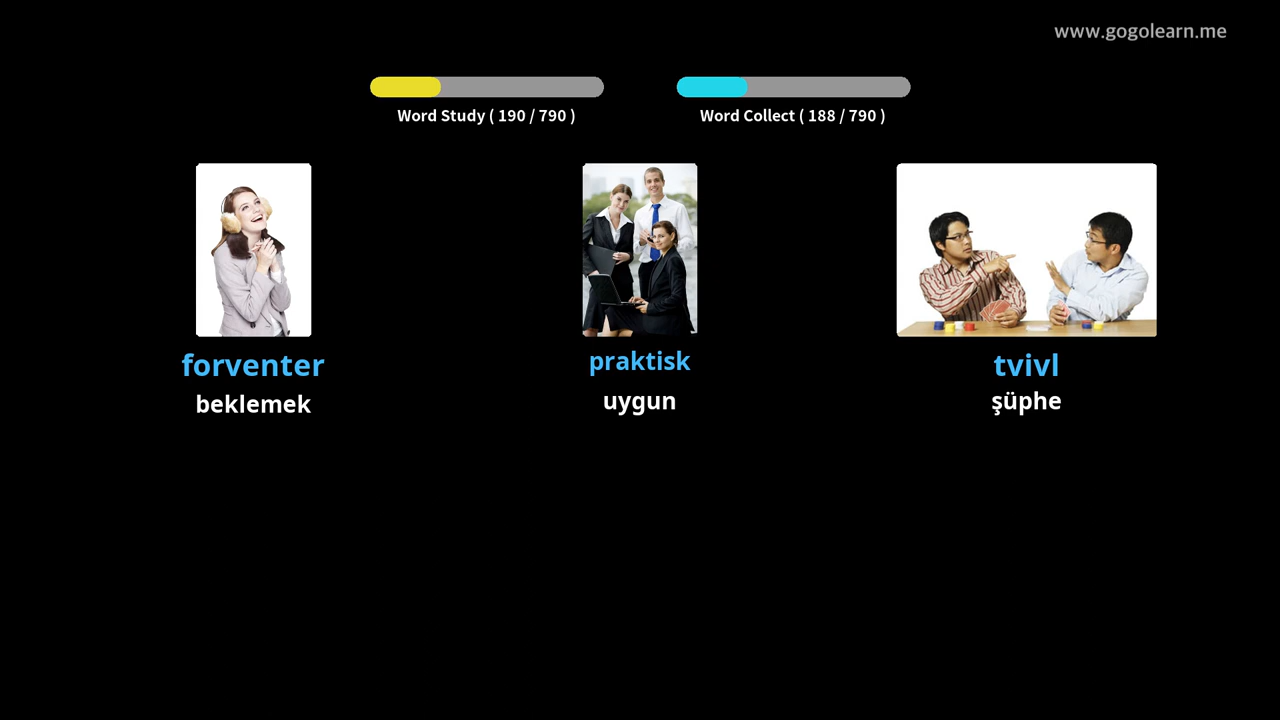 www.gogolearn.me
Word Study ( 190 / 790 )
Word Collect ( 188 / 790 )
forventer
beklemek
praktisk
uygun
tvivl
şüphe